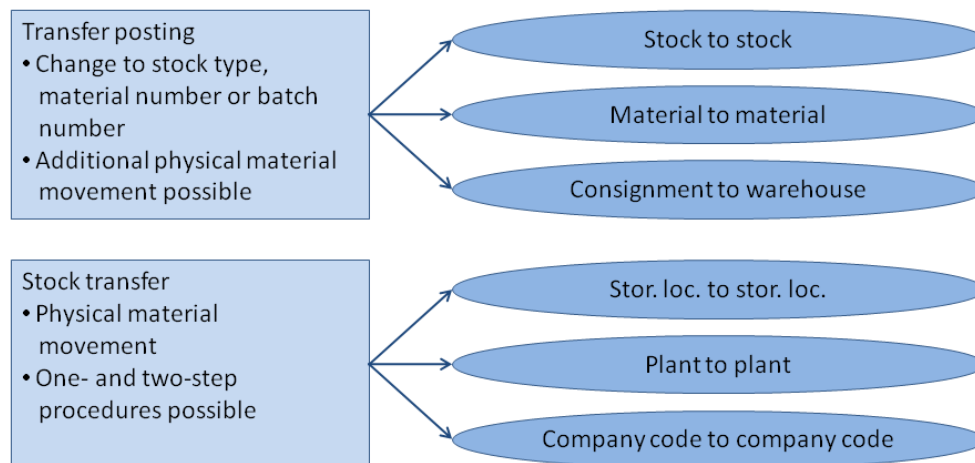 Transfer posting
• Change to stock type,
material number or batch
number
• Additional physical material
movement possible
Stock to stock
Material to material
Consignment to warehouse
Stock transfer
• Physical material
movement
• One- and two-step
procedures possible
Stor. loc. to stor. loc.
Plant to plant
Company code to company code